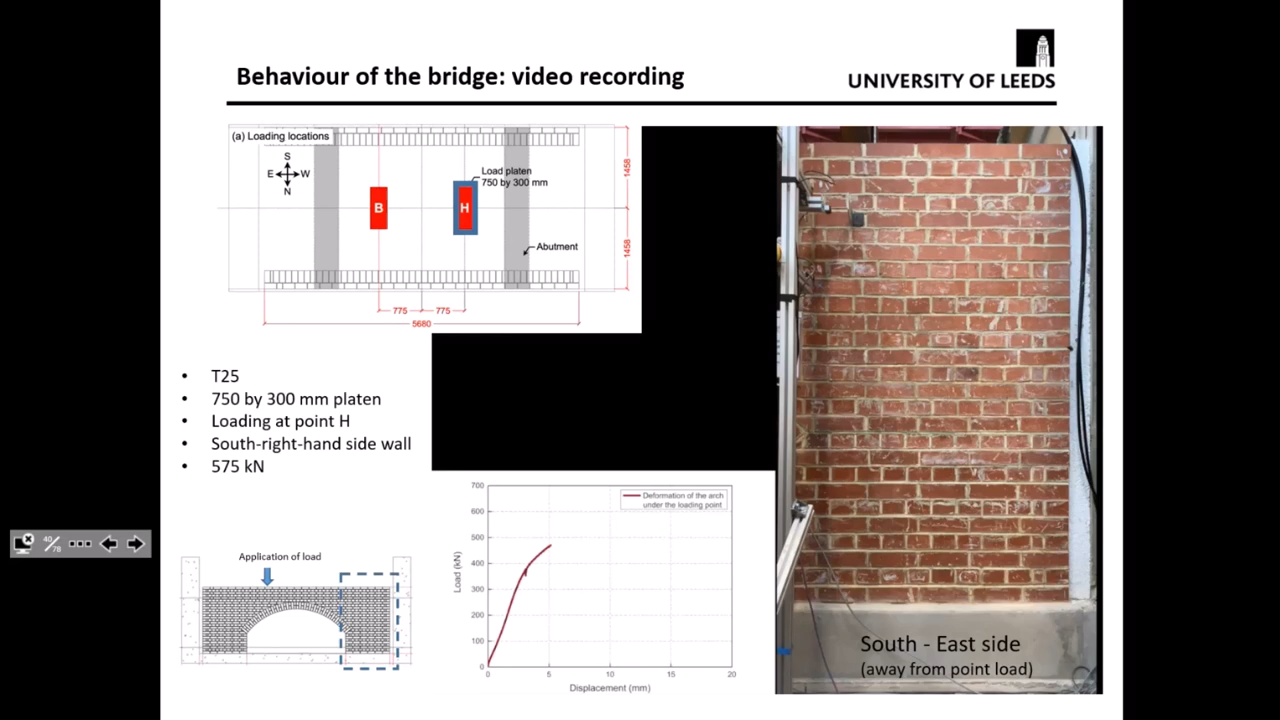 Behaviour of the bridge: video recording
UNIVERSITY OF LEEDS
(a) Loading locations
S
E
W
N
Load platen
750 by 300 mm
B
H
Abutment
1458
1458
775
775
5680
• T25
• 750 by 300 mm platen
• Loading at point H
• South-right-hand side wall
• 575 kN
40/78
Application of load
700
600
500
400
300
200
100
0
Load (kN)
Deformation of the arch
under the loading point
0
5
10
15
20
Displacement (mm)
South - East side
(away from point load)